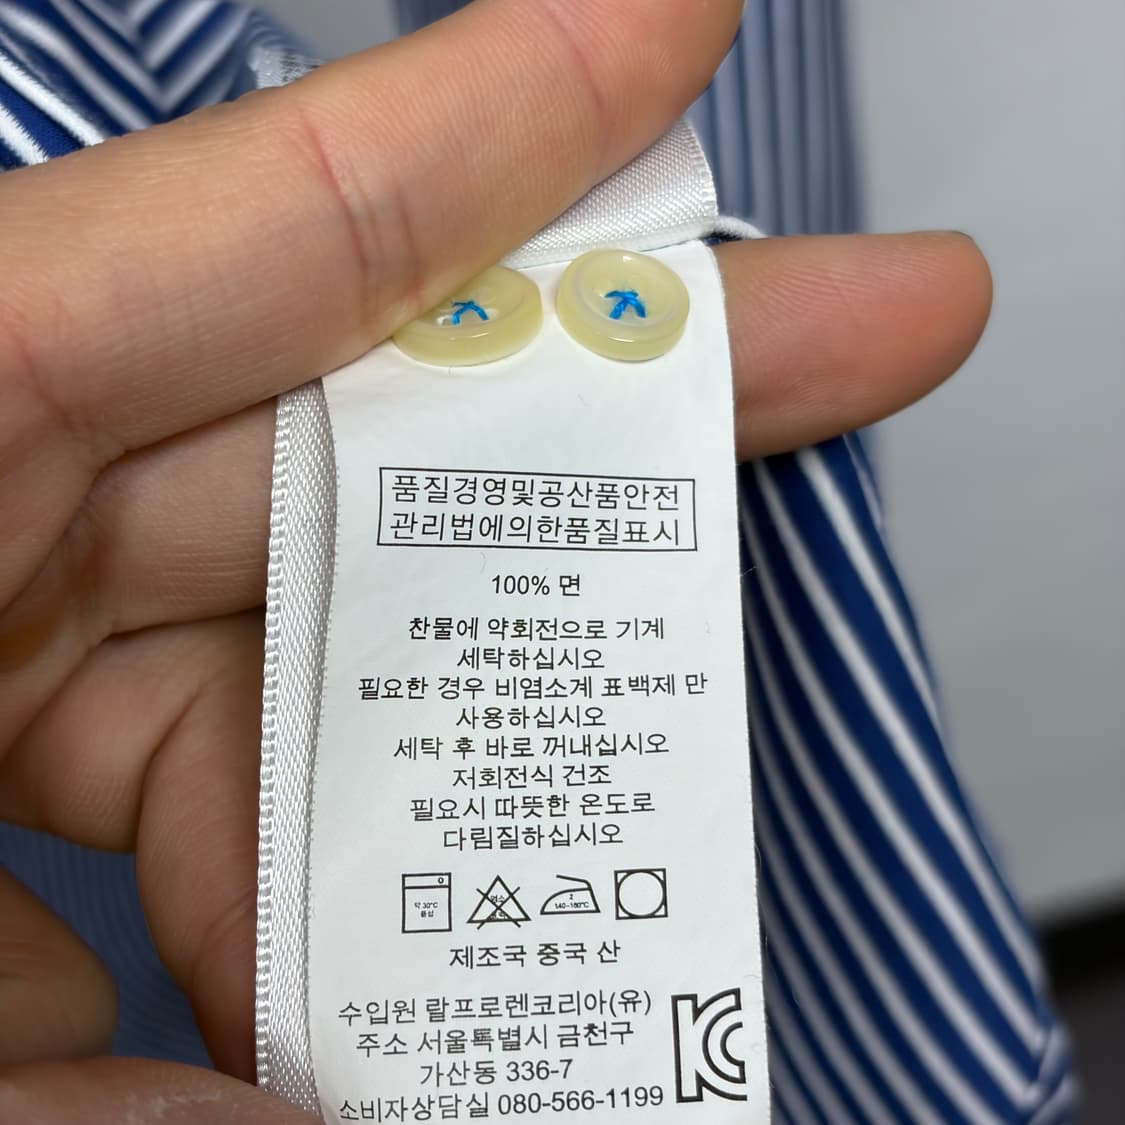 품질경영및공산품안전
관리법에의한품질표시
100% 면
찬물에 약회전으로 기계
세탁하십시오
필요한 경우 비염소계 표백제 만
사용하십시오
세탁 후 바로 꺼내십시오
저회전식 건조
필요시 따뜻한 온도로
다림질하십시오
약 30°C
2
140~160°C
제조국 중국 산
수입원 랄프로렌코리아(유)
주소 서울특별시 금천구
가산동 336-7
소비자상담실 080-566-1199